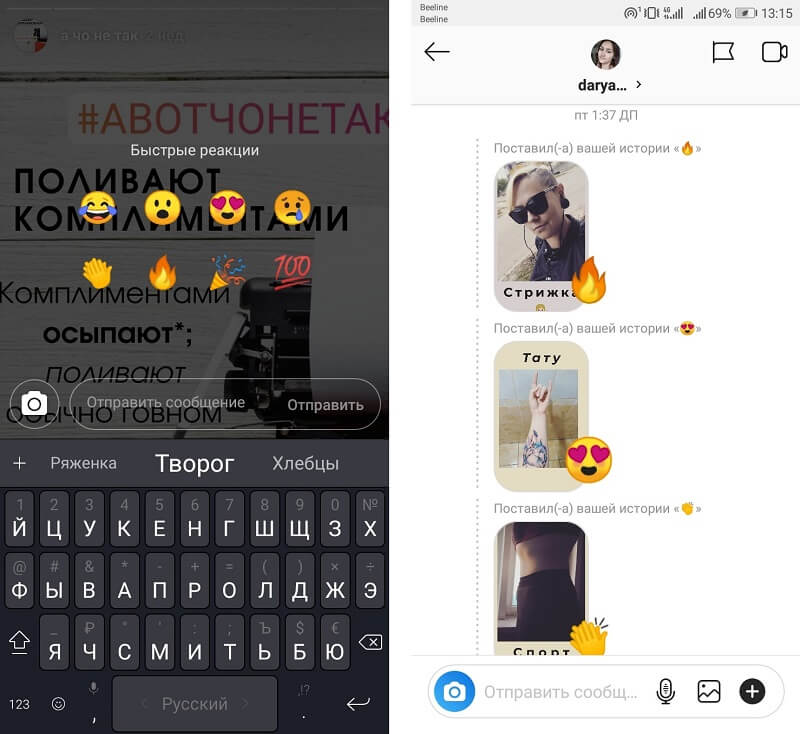 а чо не так 2 нед.
#АВОТЧОНЕТАК
Быстрые реакции
ПОЛИВАЮТ
КОМПЛИМЕНТАМИ
Комплиментами
осыпают*;
поливают
обычно говном
Отправить сообщение
Отправить
+ Ряженка Творог Хлебцы
1 2 3 4 5 6 7 8 9 0 №
Й Ц У К Е Н Г Ш Щ З Х
@ # & * - + = ( ) × ÷
Ф Ы В А П Р О Л Д Ж Э
_ ₽ " ' : ; Ъ $ €
Я Ч С М И Т Ь Б Ю
123 , Русский ,!? .
Beeline
Beeline
1 4G 69% 13:15
darya... >
пт 1:37 ДП
Поставил(-а) вашей истории «🔥»
Стрижка
Поставил(-а) вашей истории «😍»
Тату
Поставил(-а) вашей истории «👏»
Спорт
Отправить сообщ...